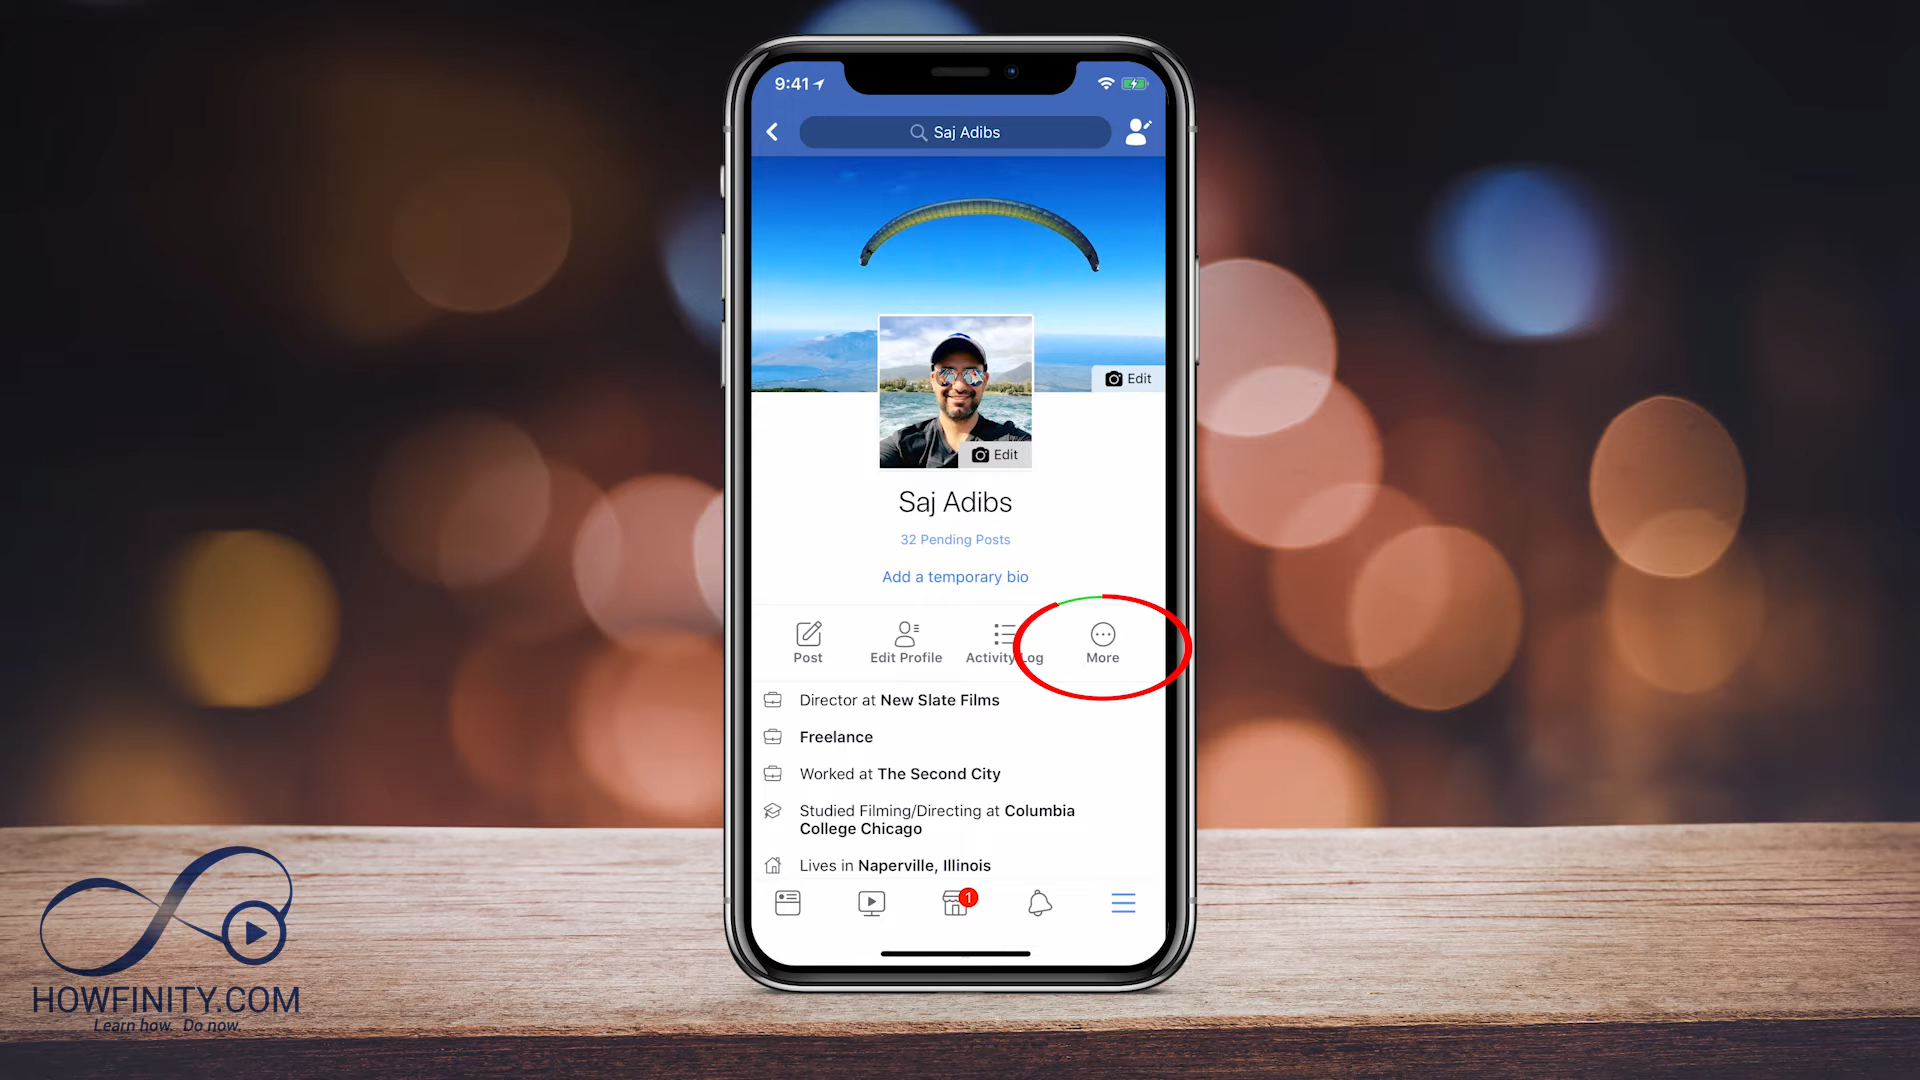 9:41
Saj Adibs
Edit
Edit
Saj Adibs
32 Pending Posts
Add a temporary bio
Post
Edit Profile
Activity Log
More
Director at New Slate Films
Freelance
Worked at The Second City
Studied Filming/Directing at Columbia
College Chicago
Lives in Naperville, Illinois
1
HOWFINITY.COM
Learn how. Do now.